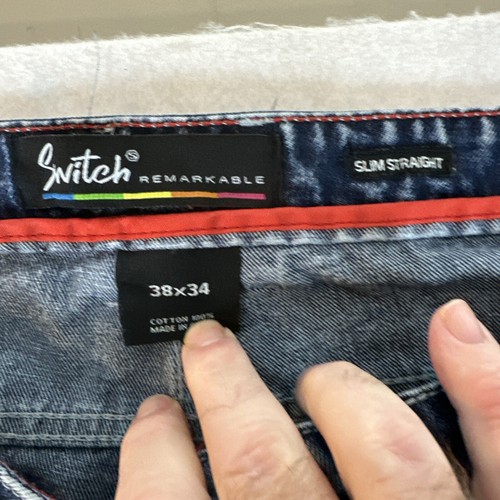 Switch Ⓢ
REMARKABLE
SLIM STRAIGHT
38x34
COTTON 100%
MADE IN